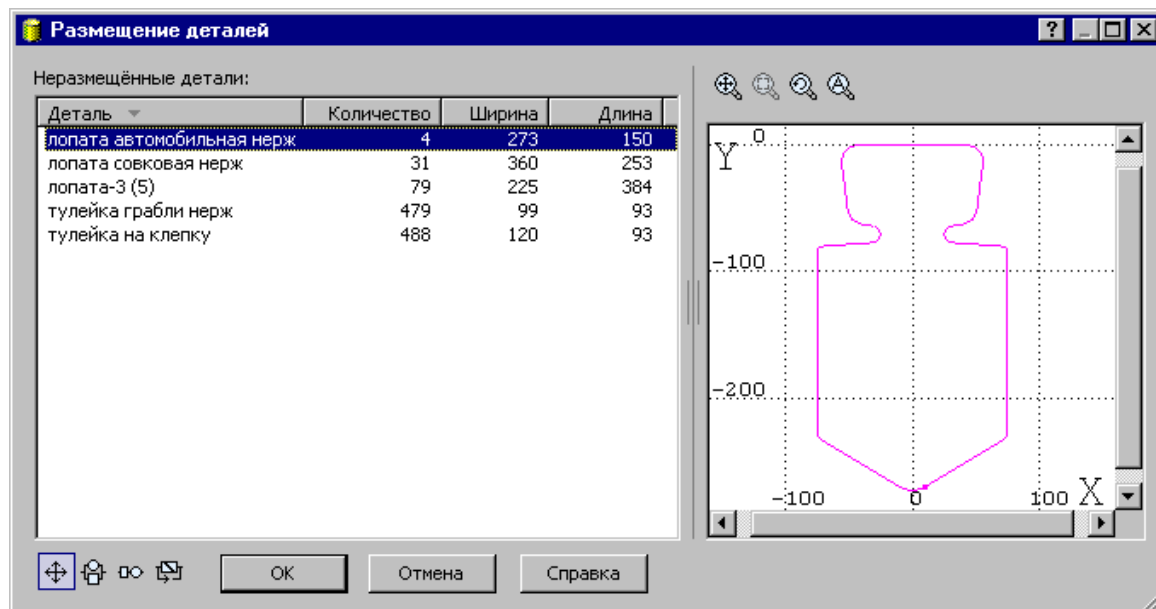 Размещение деталей
Неразмещённые детали:
Деталь Количество Ширина Длина
лопата автомобильная нерж 4 273 150
лопата совковая нерж 31 360 253
лопата-3 (5) 79 225 384
тулейка грабли нерж 479 99 93
тулейка на клепку 488 120 93
Y 0
-100
-200
-100 0 100 X
ОК Отмена Справка